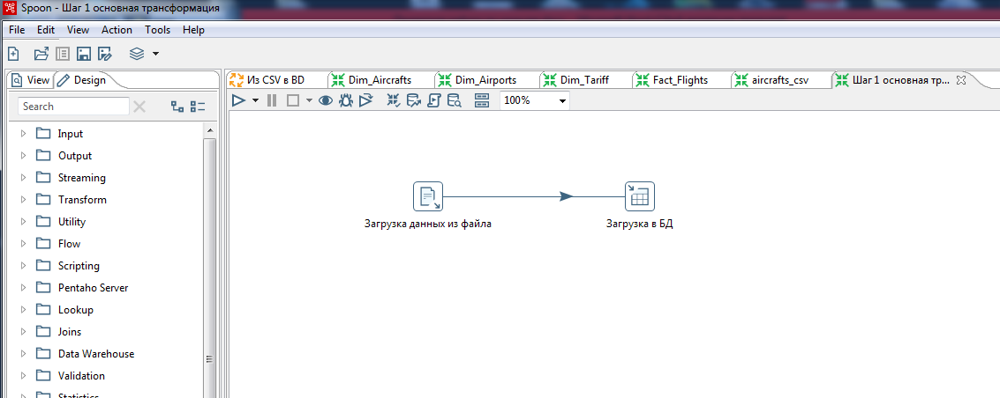 Spoon - Шаг 1 основная трансформация
File Edit View Action Tools Help
View Design
Из CSV в BD Dim_Aircrafts Dim_Airports Dim_Tariff Fact_Flights aircrafts_csv Шаг 1 основная тр...
Search
100%
Input
Output
Streaming
Transform
Utility
Flow
Scripting
Pentaho Server
Lookup
Joins
Data Warehouse
Validation
Statistics
Загрузка данных из файла
Загрузка в БД